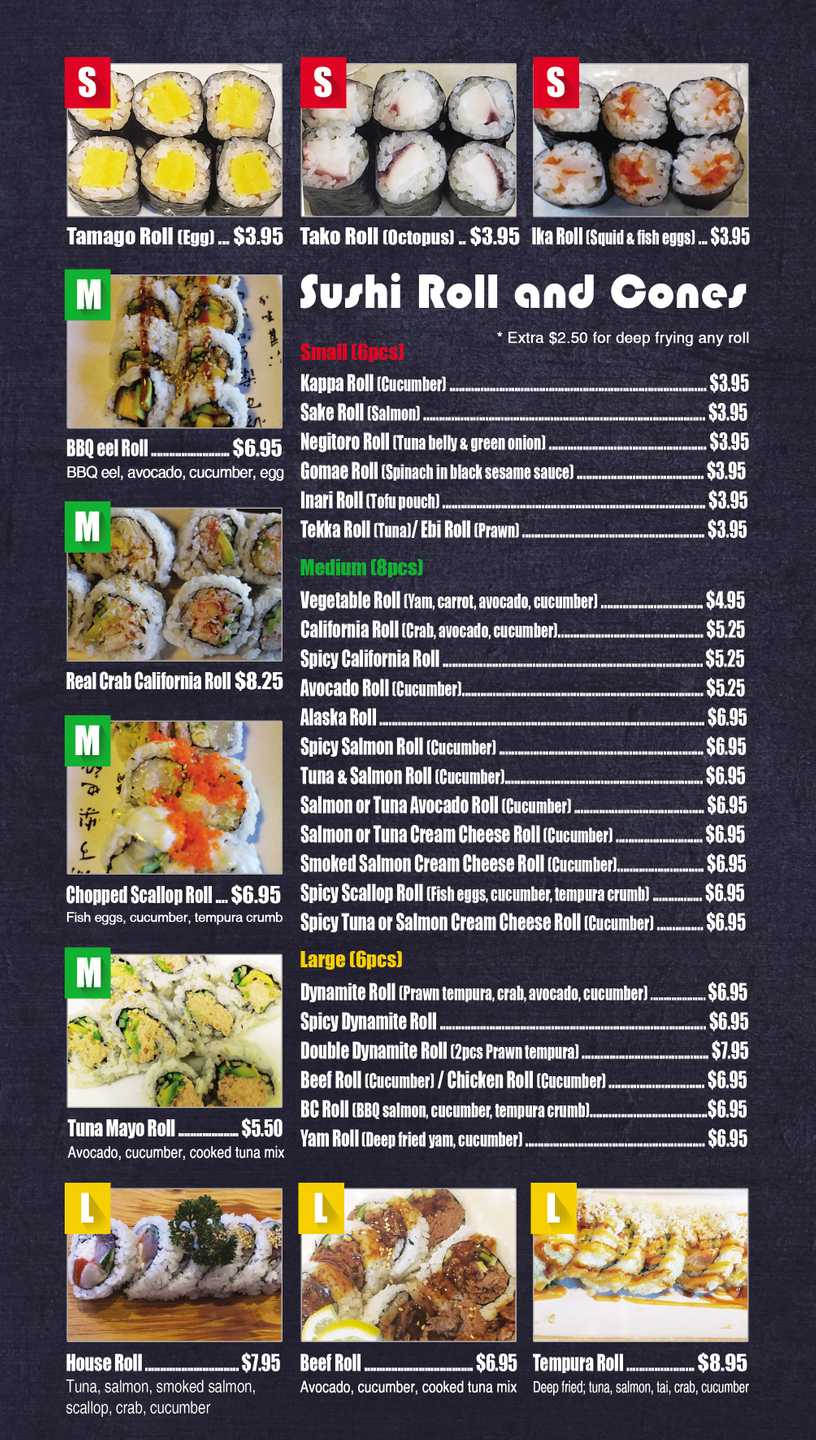 S
S
S
Tamago Roll (Egg) ... $3.95
Tako Roll (Octopus) .. $3.95
Ika Roll (Squid & fish eggs) ... $3.95
M
BBQ eel Roll ........................ $6.95
BBQ eel, avocado, cucumber, egg
M
Real Crab California Roll $8.25
M
Chopped Scallop Roll .... $6.95
Fish eggs, cucumber, tempura crumb
M
Tuna Mayo Roll ................... $5.50
Avocado, cucumber, cooked tuna mix
Sushi Roll and Cones
* Extra $2.50 for deep frying any roll
Small (6pcs)
Kappa Roll (Cucumber) ........................ $3.95
Sake Roll (Salmon) ........................ $3.95
Negitoro Roll (Tuna belly & green onion) ........................ $3.95
Gomae Roll (Spinach in black sesame sauce) ........................ $3.95
Inari Roll (Tofu pouch) ........................ $3.95
Tekka Roll (Tuna)/ Ebi Roll (Prawn) ........................ $3.95
Medium (8pcs)
Vegetable Roll (Yam, carrot, avocado, cucumber) ........................ $4.95
California Roll (Crab, avocado, cucumber)........................ $5.25
Spicy California Roll ........................ $5.25
Avocado Roll (Cucumber)........................ $5.25
Alaska Roll ........................ $6.95
Spicy Salmon Roll (Cucumber) ........................ $6.95
Tuna & Salmon Roll (Cucumber)........................ $6.95
Salmon or Tuna Avocado Roll (Cucumber) ........................ $6.95
Salmon or Tuna Cream Cheese Roll (Cucumber) ........................ $6.95
Smoked Salmon Cream Cheese Roll (Cucumber)........................ $6.95
Spicy Scallop Roll (Fish eggs, cucumber, tempura crumb) ............... $6.95
Spicy Tuna or Salmon Cream Cheese Roll (Cucumber) .............. $6.95
Large (6pcs)
Dynamite Roll (Prawn tempura, crab, avocado, cucumber) ................. $6.95
Spicy Dynamite Roll ........................ $6.95
Double Dynamite Roll (2pcs Prawn tempura) ........................ $7.95
Beef Roll (Cucumber) / Chicken Roll (Cucumber) ........................ $6.95
BC Roll (BBQ salmon, cucumber, tempura crumb)........................$6.95
Yam Roll (Deep fried yam, cucumber) ........................ $6.95
L
L
L
House Roll ........................ $7.95
Tuna, salmon, smoked salmon,
scallop, crab, cucumber
Beef Roll ........................ $6.95
Avocado, cucumber, cooked tuna mix
Tempura Roll ..................... $8.95
Deep fried; tuna, salmon, tai, crab, cucumber